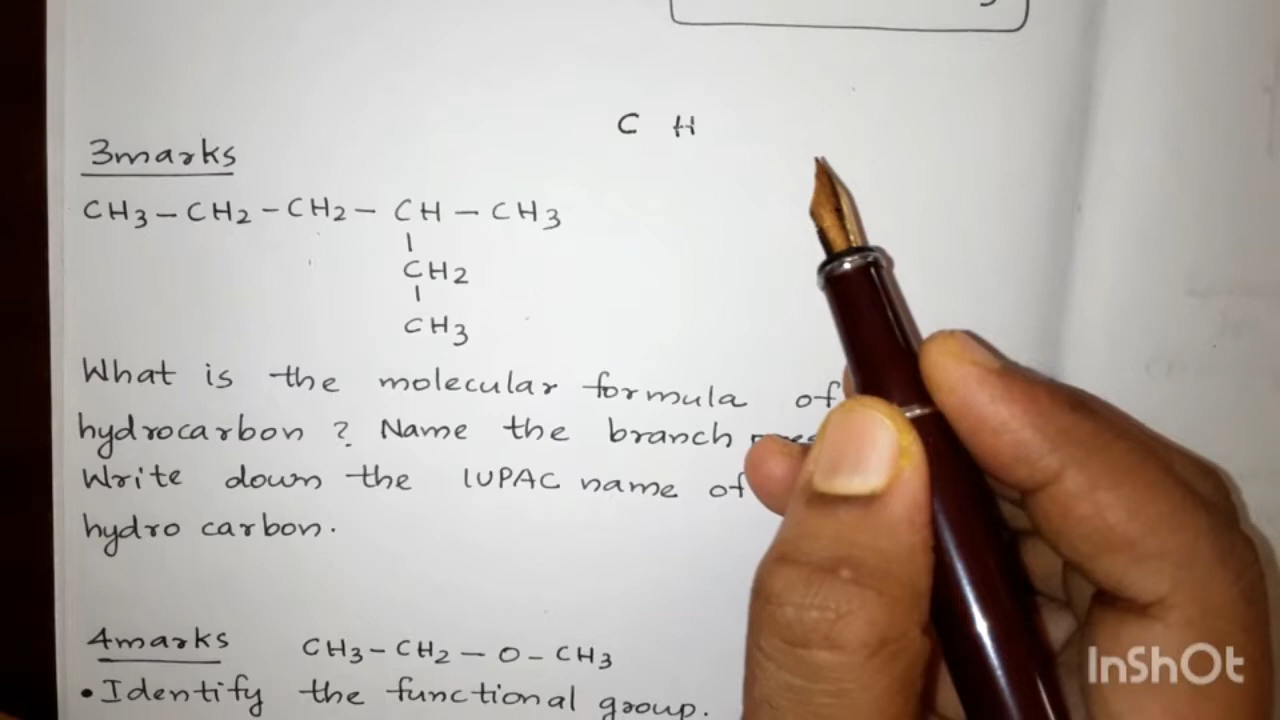 C H
3marks
CH3-CH2-CH2-CH-CH3
|
CH2
|
CH3
What is the molecular formula of
hydrocarbon ? Name the branch
Write down the IUPAC name of
hydro carbon.
4marks CH3-CH2-O-CH3
• Identify the functional group.
InShOt